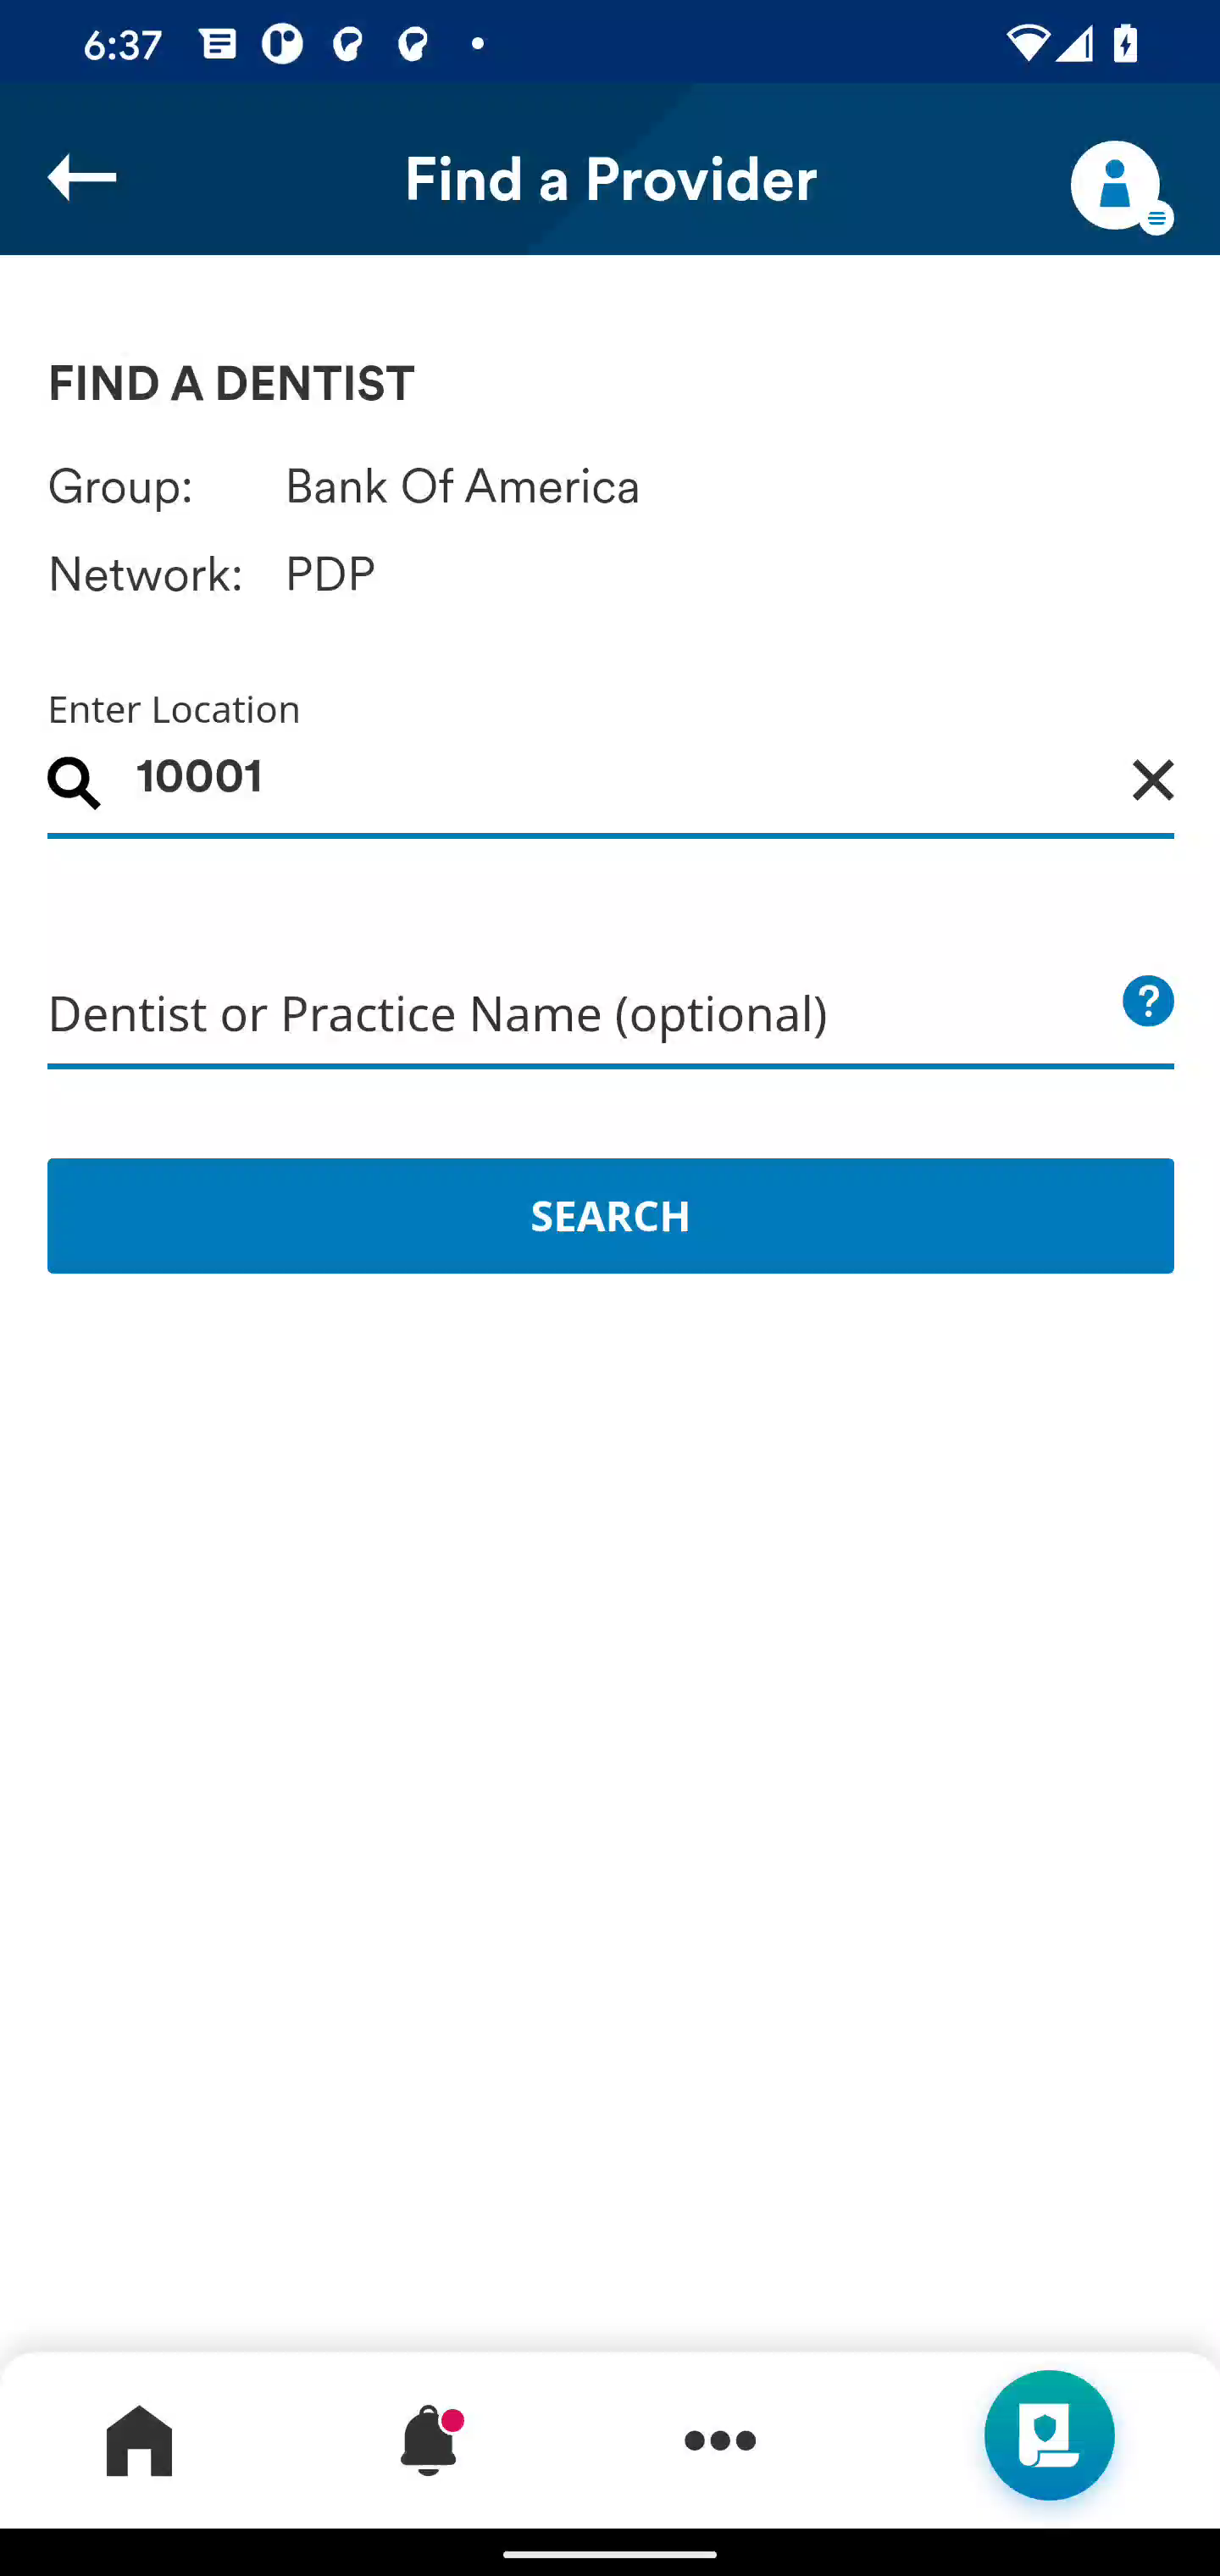 6:37
Find a Provider
FIND A DENTIST
Group: Bank Of America
Network: PDP
Enter Location
10001
Dentist or Practice Name (optional)
?
SEARCH